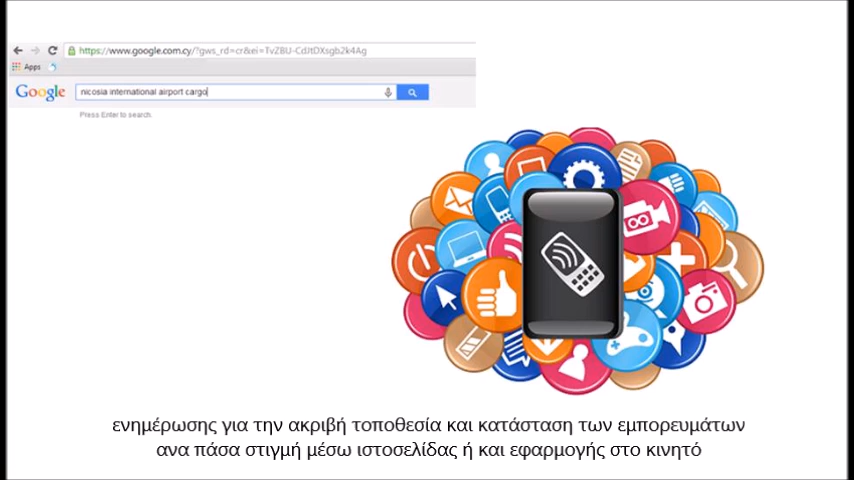 https://www.google.com.cy/?gws_rd=cr&ei=TvZBU-CdJtDXsgb2k4Ag
Apps
Google nicosia international airport cargo
Press Enter to search.
ενημέρωσης για την ακριβή τοποθεσία και κατάσταση των εμπορευμάτων
ανα πάσα στιγμή μέσω ιστοσελίδας ή και εφαρμογής στο κινητό